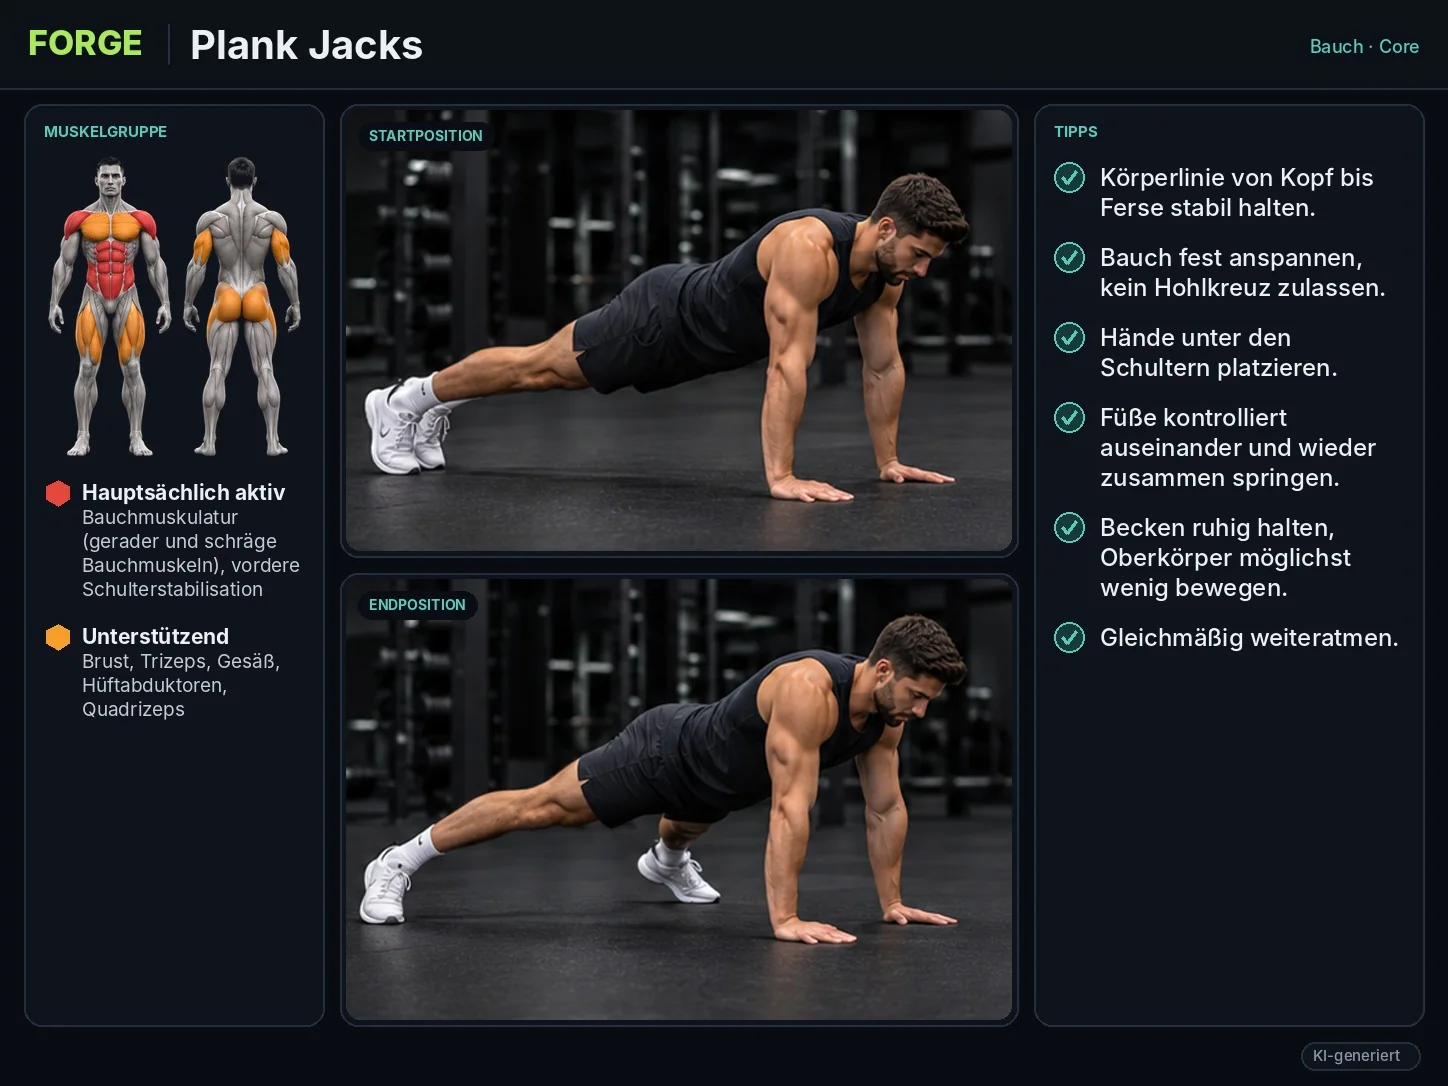 FORGE
Plank Jacks
Bauch · Core
MUSKELGRUPPE
Hauptsächlich aktiv
Bauchmuskulatur
(gerader und schräge
Bauchmuskeln), vordere
Schulterstabilisation
Unterstützend
Brust, Trizeps, Gesäß,
Hüftabduktoren,
Quadrizeps
STARTPOSITION
ENDPOSITION
TIPPS
Körperlinie von Kopf bis
Ferse stabil halten.
Bauch fest anspannen,
kein Hohlkreuz zulassen.
Hände unter den
Schultern platzieren.
Füße kontrolliert
auseinander und wieder
zusammen springen.
Becken ruhig halten,
Oberkörper möglichst
wenig bewegen.
Gleichmäßig weiteratmen.
KI-generiert